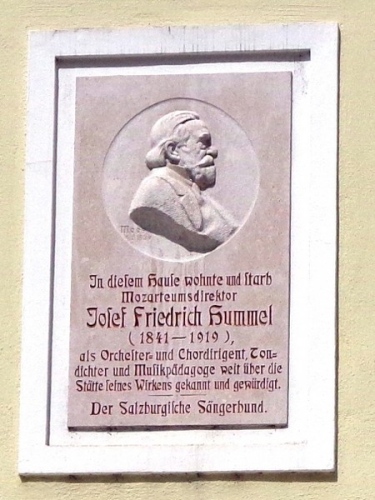 In diesem Hause wohnte und starb
Mozarteumsdirektor
Josef Friedrich Hummel
(1841—1919),
als Orchester- und Chordirigent, Ton-
dichter und Musikpädagoge weit über die
Stätte seines Wirkens gekannt und gewürdigt.
Der Salzburgische Sängerbund.